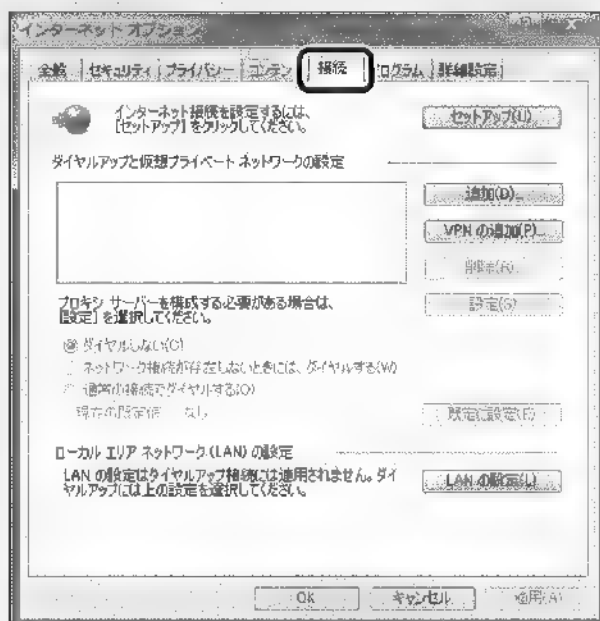 インターネット オプション
全般 セキュリティ プライバシー コンテンツ 接続 プログラム 詳細設定
インターネット接続を設定するには、
[セットアップ] をクリックしてください。
セットアップ(U)
ダイヤルアップと仮想プライベート ネットワークの設定
追加(D)...
VPN の追加(P)...
削除(R)...
プロキシ サーバーを構成する必要がある場合は、
[設定] を選択してください。
設定(S)
ダイヤルしない(C)
ネットワーク接続が存在しないときには、ダイヤルする(W)
通常の接続でダイヤルする(O)
現在の既定値 なし
既定に設定(E)
ローカル エリア ネットワーク (LAN) の設定
LAN の設定はダイヤルアップ接続には適用されません。ダイ
ヤルアップには上の設定を選択してください。
LAN の設定(L)
OK キャンセル 適用(A)